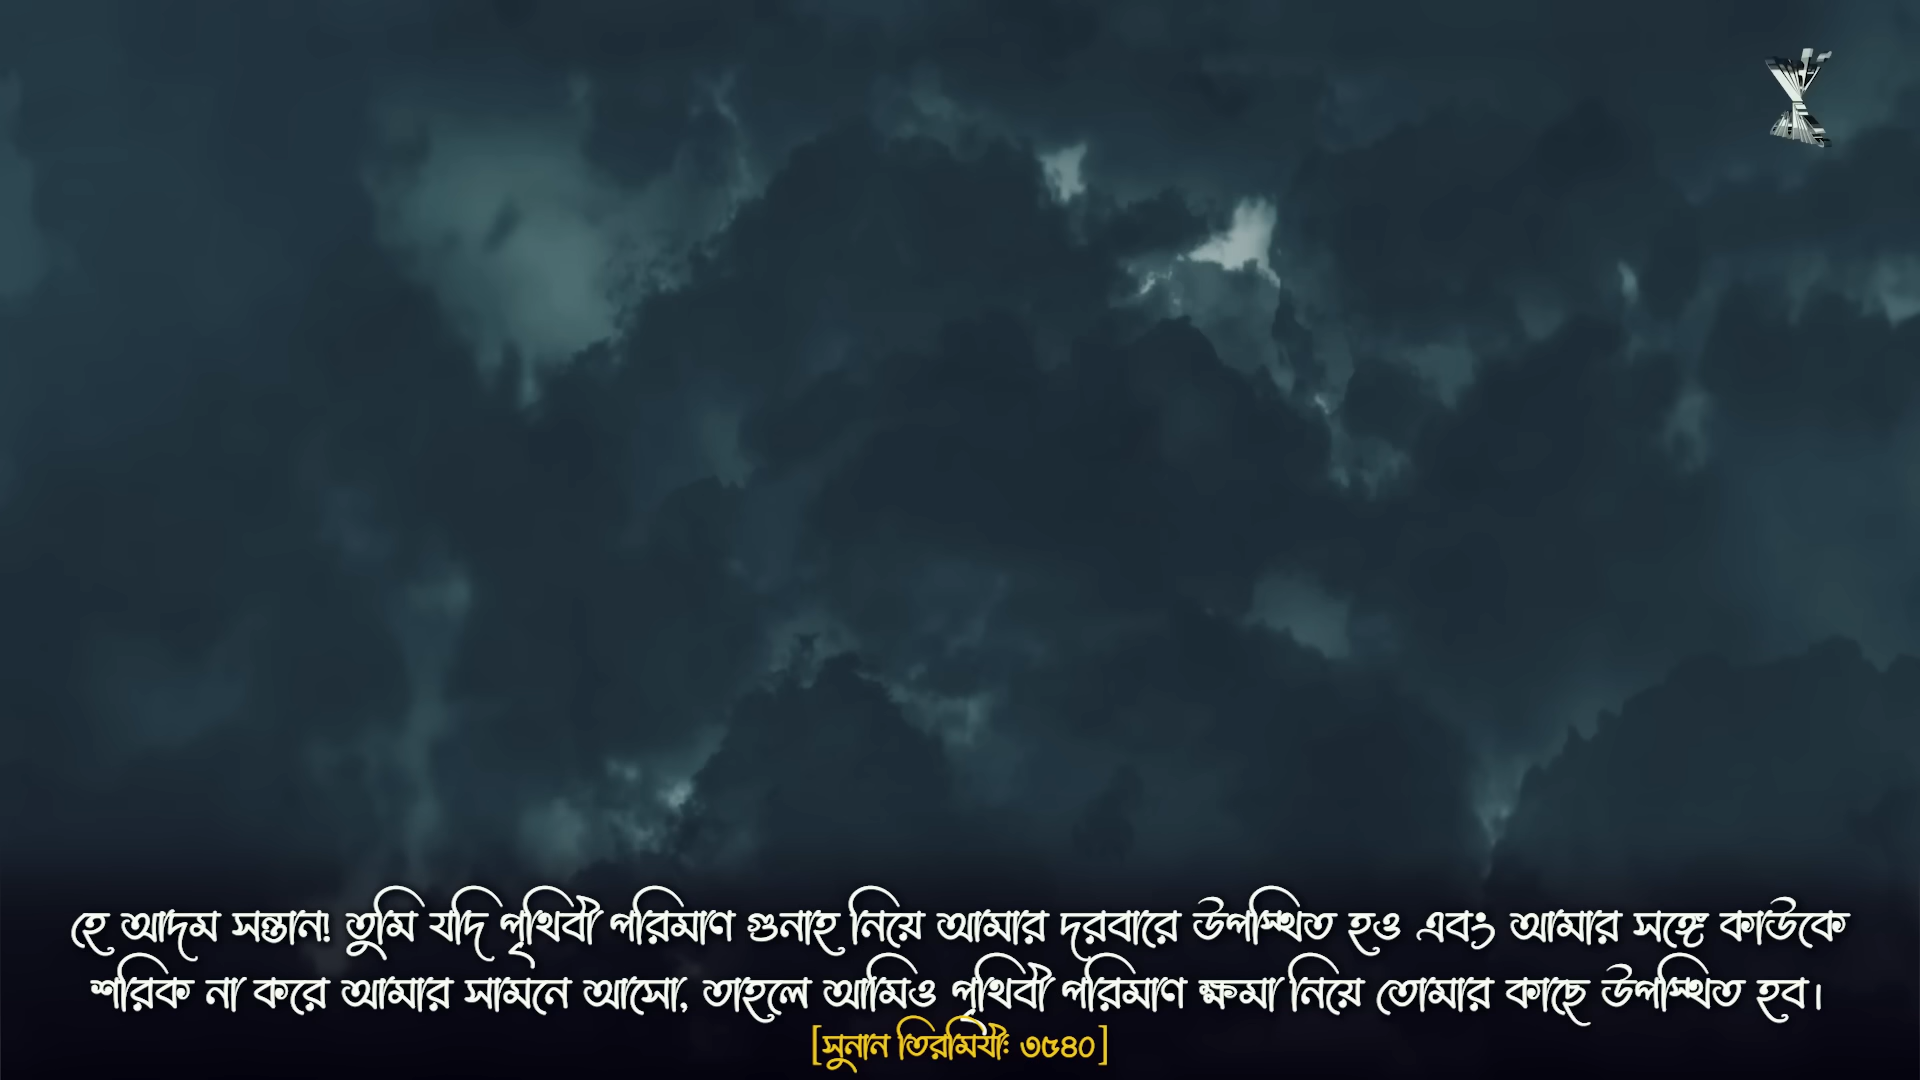 হে আদম সন্তান! তুমি যদি পৃথিবী পরিমাণ গুনাহ নিয়ে আমার দরবারে উপস্থিত হও এবং আমার সঙ্গে কাউকে
শরিক না করে আমার সামনে আসো, তাহলে আমিও পৃথিবী পরিমাণ ক্ষমা নিয়ে তোমার কাছে উপস্থিত হব।
[সুনান তিরমিযী: ৩৫৪০]